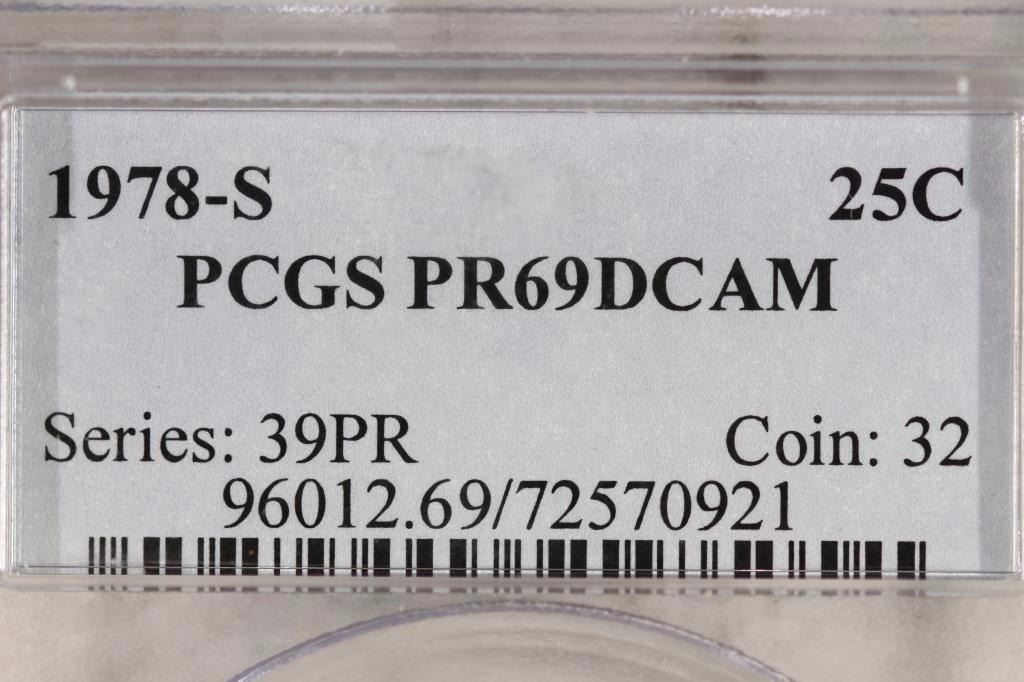 1978-S 25C
PCGS PR69DCAM
Series: 39PR Coin: 32
96012.69/72570921